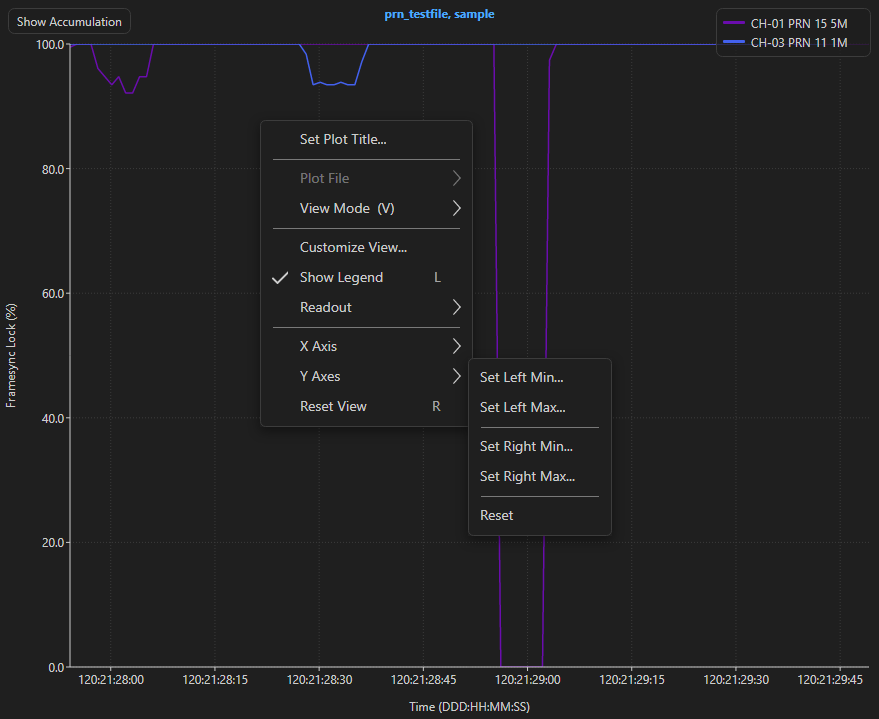 Show Accumulation
prn_testfile, sample
CH-01 PRN 15 5M
CH-03 PRN 11 1M
100.0
80.0
60.0
40.0
20.0
0.0
Framesync Lock (%)
Set Plot Title...
Plot File
View Mode (V)
Customize View...
Show Legend L
Readout
X Axis
Y Axes
Reset View R
Set Left Min...
Set Left Max...
Set Right Min...
Set Right Max...
Reset
120:21:28:00 120:21:28:15 120:21:28:30 120:21:28:45 120:21:29:00 120:21:29:15 120:21:29:30 120:21:29:45
Time (DDD:HH:MM:SS)